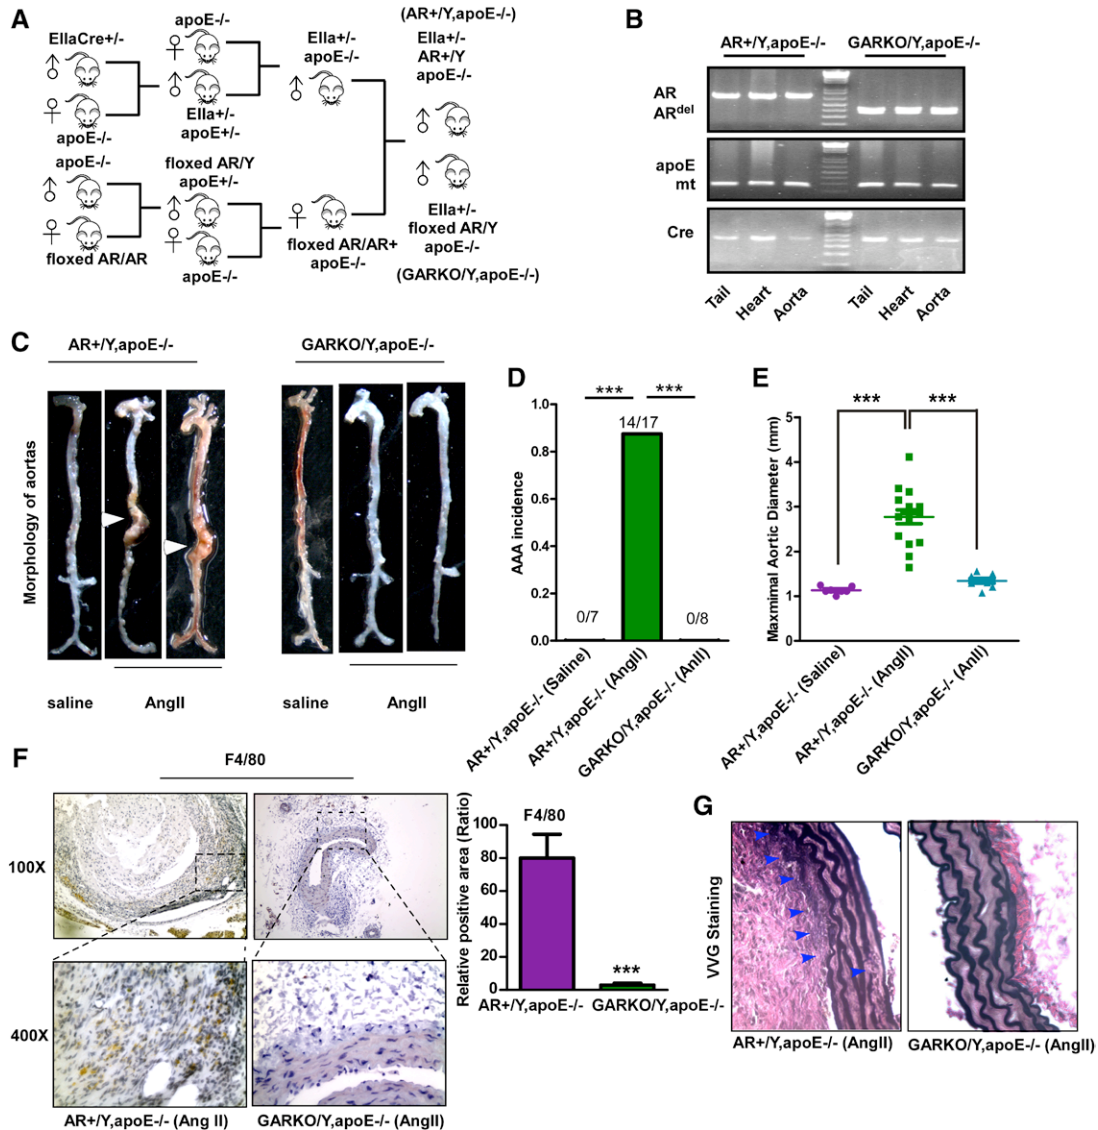 A
(AR+/Y,apoE-/-)
EllaCre+/-
apoE-/-
Ella+/-
apoE-/-
Ella+/-
AR+/Y
apoE-/-
apoE-/-
Ella+/-
apoE+/-
apoE-/-
floxed AR/Y
apoE+/-
floxed AR/AR
apoE-/-
floxed AR/AR+
apoE-/-
Ella+/-
floxed AR/Y
apoE-/-
(GARKO/Y,apoE-/-)
B
AR+/Y,apoE-/-
GARKO/Y,apoE-/-
AR
ARdel
apoE
mt
Cre
Tail
Heart
Aorta
Tail
Heart
Aorta
C
AR+/Y,apoE-/-
GARKO/Y,apoE-/-
Morphology of aortas
saline
AngII
saline
AngII
D
***
***
AAA incidence
1.0
0.8
0.6
0.4
0.2
0.0
0/7
14/17
0/8
AR+/Y,apoE-/- (Saline)
AR+/Y,apoE-/- (AngII)
GARKO/Y,apoE-/- (AnII)
E
***
***
Maxmimal Aortic Diameter (mm)
5
4
3
2
1
0
AR+/Y,apoE-/- (Saline)
AR+/Y,apoE-/- (AngII)
GARKO/Y,apoE-/- (AnII)
F
F4/80
100X
400X
AR+/Y,apoE-/- (Ang II)
GARKO/Y,apoE-/- (AngII)
Relative positive area (Ratio)
F4/80
100
80
60
40
20
0
***
AR+/Y,apoE-/-
GARKO/Y,apoE-/-
G
VVG Staining
AR+/Y,apoE-/- (AngII)
GARKO/Y,apoE-/- (AngII)